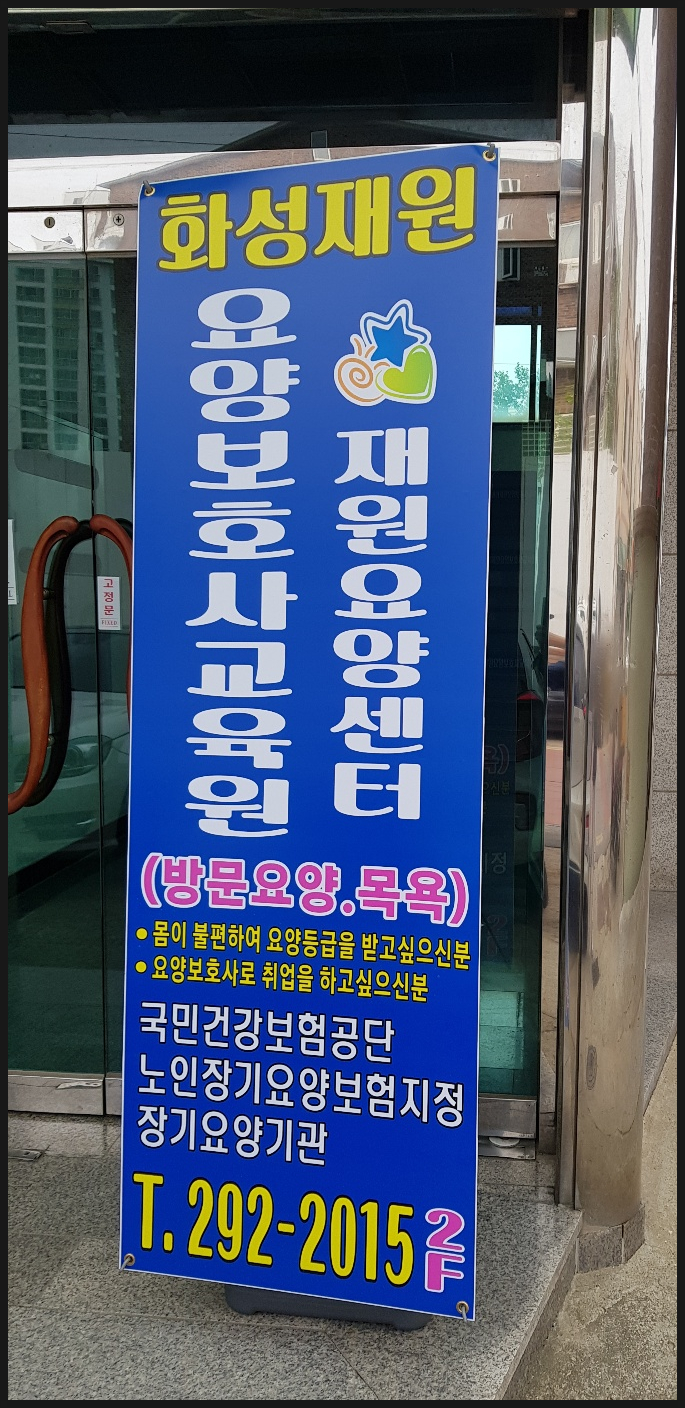 화성재원
요양보호사교육원
재원요양센터
(방문요양.목욕)
• 몸이 불편하여 요양등급을 받고싶으신분
• 요양보호사로 취업을 하고싶으신분
국민건강보험공단
노인장기요양보험지정
장기요양기관
T. 292-2015 2F
고정문
FIXED